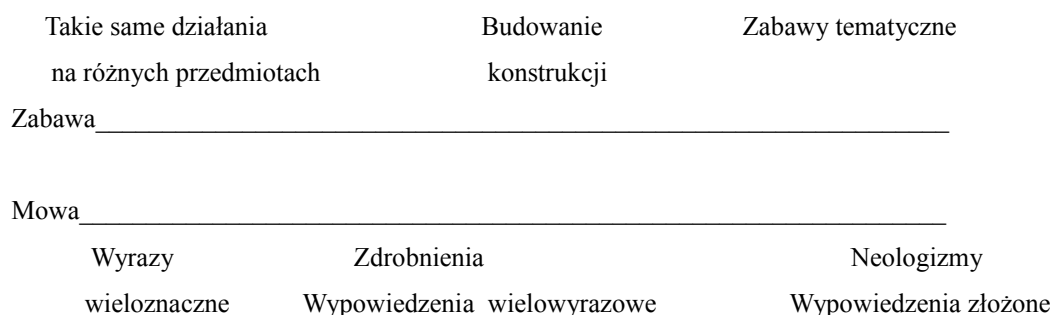 Takie same działania Budowanie Zabawy tematyczne
na różnych przedmiotach konstrukcji
Zabawa
Mowa
Wyrazy Zdrobnienia Neologizmy
wieloznaczne Wypowiedzenia wielowyrazowe Wypowiedzenia złożone